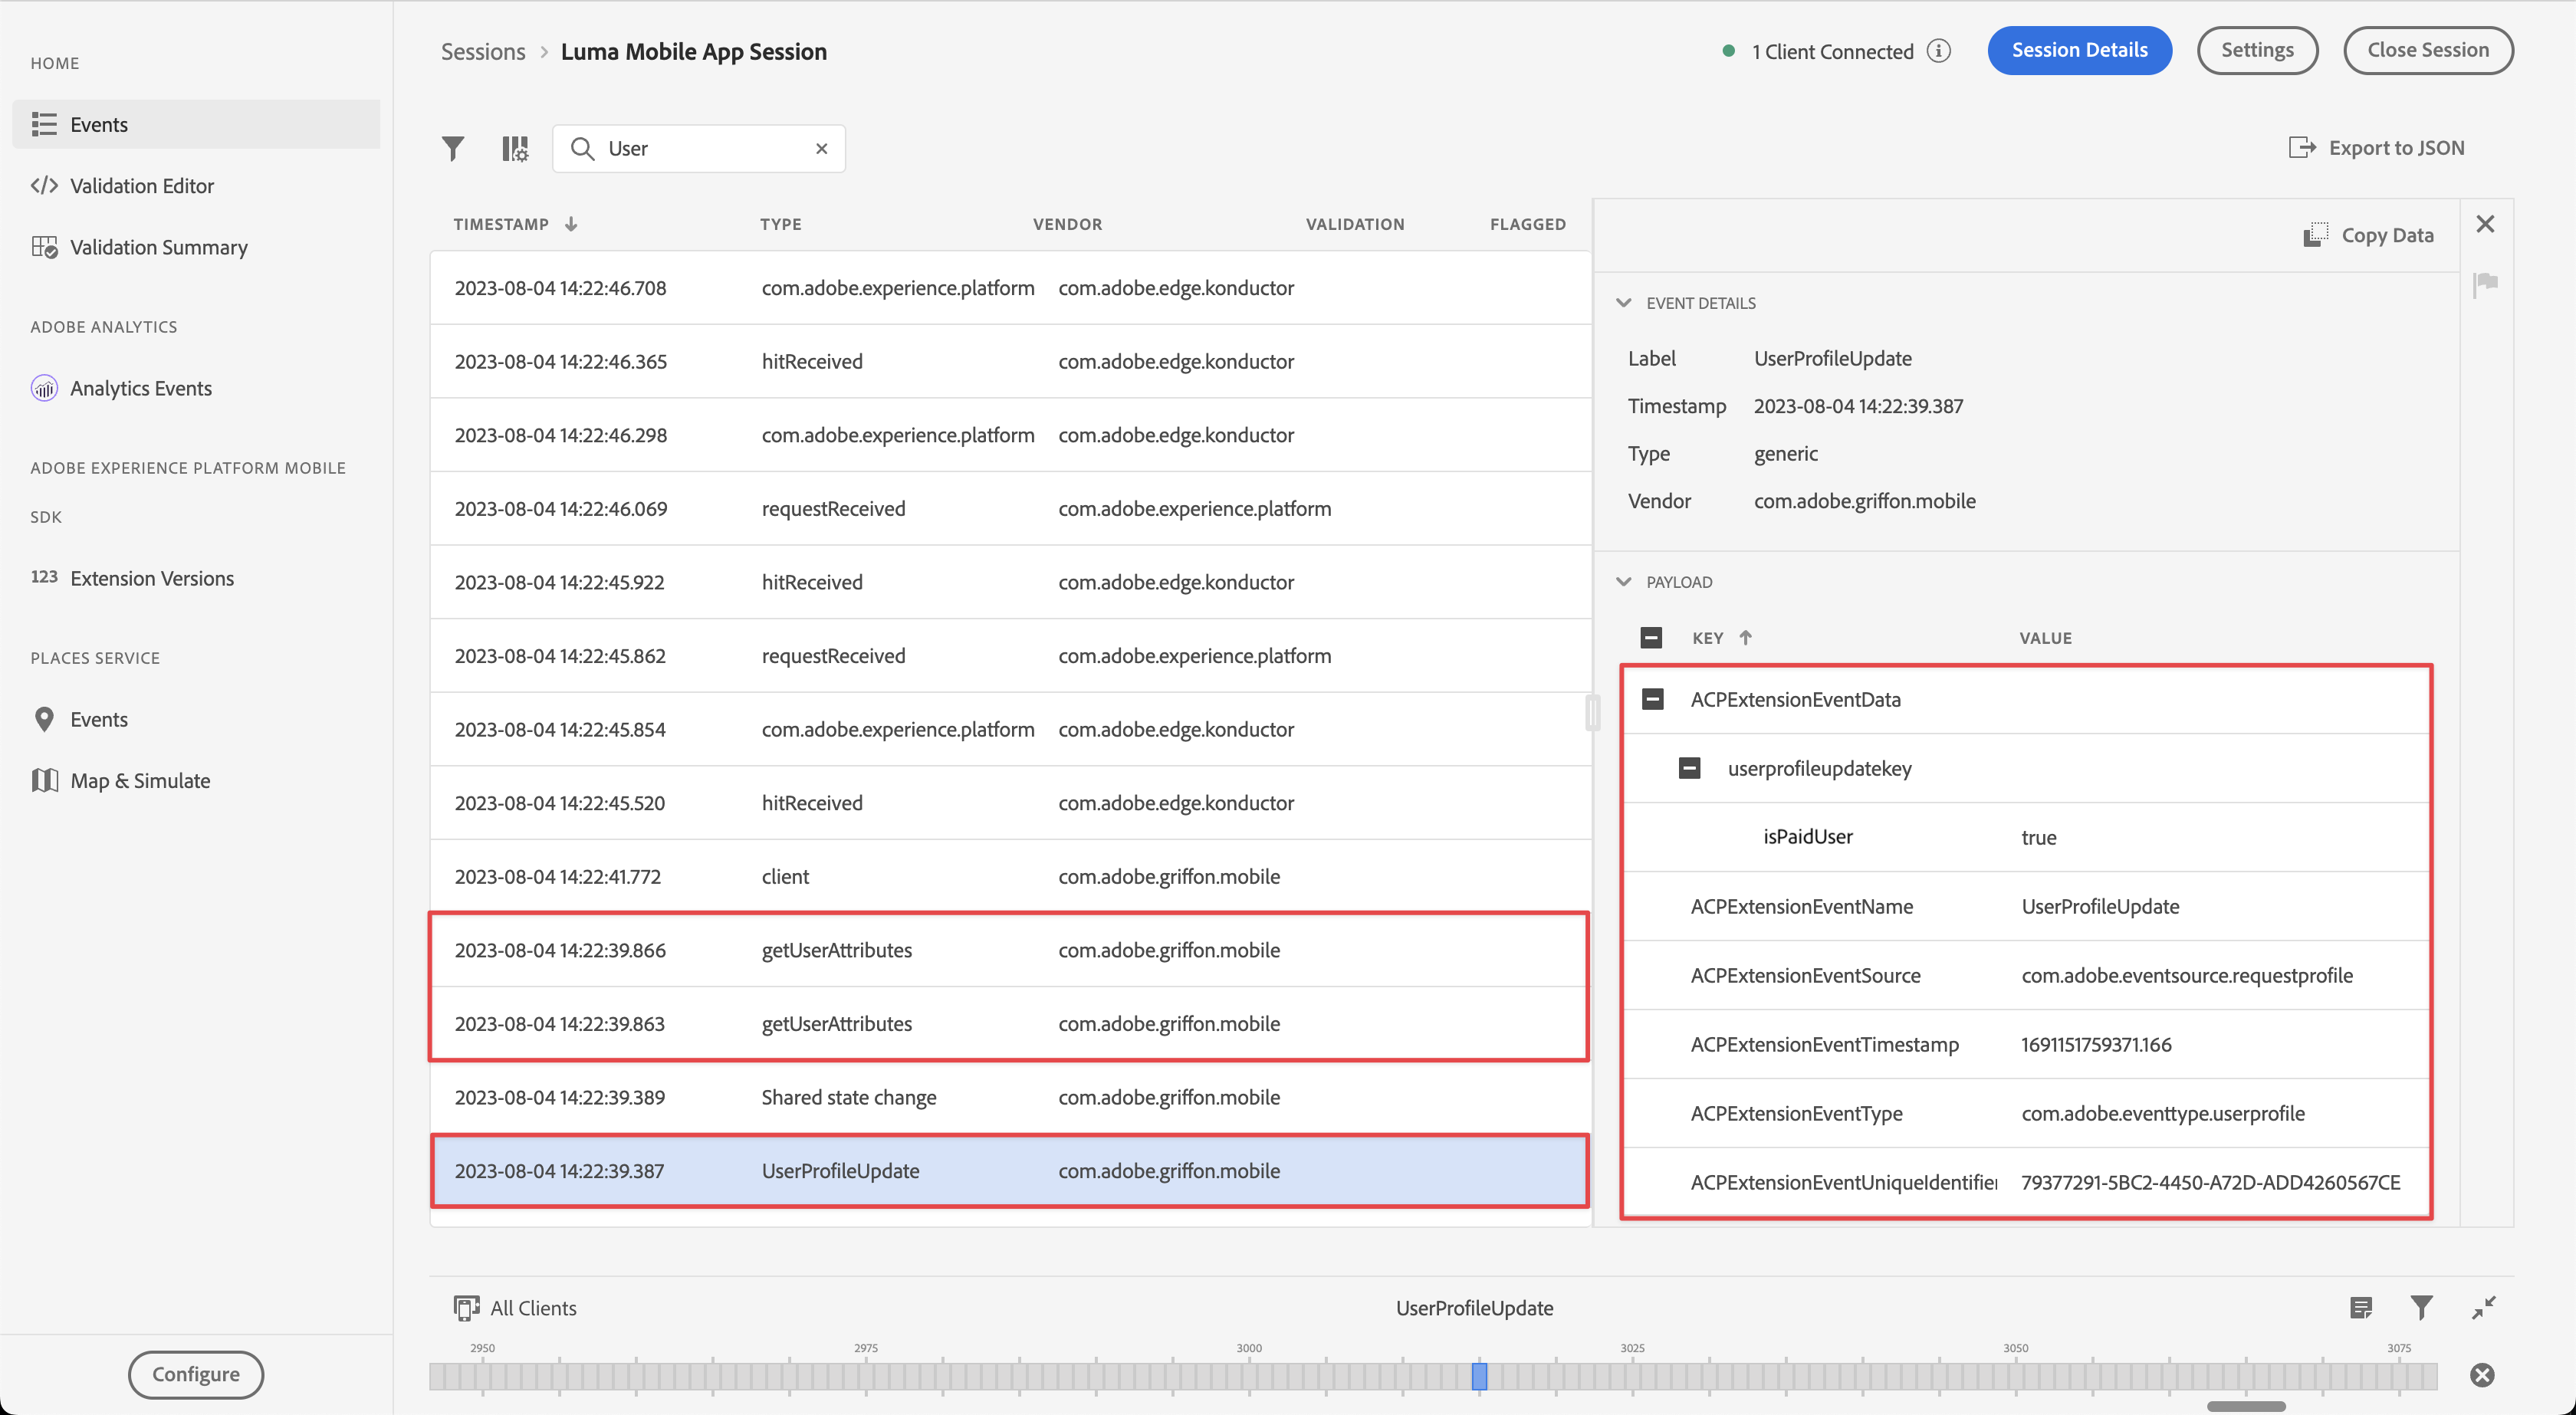 HOME
Events
Validation Editor
Validation Summary
ADOBE ANALYTICS
Analytics Events
ADOBE EXPERIENCE PLATFORM MOBILE
SDK
123 Extension Versions
PLACES SERVICE
Events
Map & Simulate
Configure
Sessions > Luma Mobile App Session
1 Client Connected
Session Details
Settings
Close Session
User
Export to JSON
TIMESTAMP TYPE VENDOR VALIDATION FLAGGED
2023-08-04 14:22:46.708 com.adobe.experience.platform com.adobe.edge.konductor
2023-08-04 14:22:46.365 hitReceived com.adobe.edge.konductor
2023-08-04 14:22:46.298 com.adobe.experience.platform com.adobe.edge.konductor
2023-08-04 14:22:46.069 requestReceived com.adobe.experience.platform
2023-08-04 14:22:45.922 hitReceived com.adobe.edge.konductor
2023-08-04 14:22:45.862 requestReceived com.adobe.experience.platform
2023-08-04 14:22:45.854 com.adobe.experience.platform com.adobe.edge.konductor
2023-08-04 14:22:45.520 hitReceived com.adobe.edge.konductor
2023-08-04 14:22:41.772 client com.adobe.griffon.mobile
2023-08-04 14:22:39.866 getUserAttributes com.adobe.griffon.mobile
2023-08-04 14:22:39.863 getUserAttributes com.adobe.griffon.mobile
2023-08-04 14:22:39.389 Shared state change com.adobe.griffon.mobile
2023-08-04 14:22:39.387 UserProfileUpdate com.adobe.griffon.mobile
Copy Data
EVENT DETAILS
Label UserProfileUpdate
Timestamp 2023-08-04 14:22:39.387
Type generic
Vendor com.adobe.griffon.mobile
PAYLOAD
KEY VALUE
ACPExtensionEventData
userprofileupdatekey
isPaidUser true
ACPExtensionEventName UserProfileUpdate
ACPExtensionEventSource com.adobe.eventsource.requestprofile
ACPExtensionEventTimestamp 1691151759371.166
ACPExtensionEventType com.adobe.eventtype.userprofile
ACPExtensionEventUniqueIdentifier 79377291-5BC2-4450-A72D-ADD4260567CE
All Clients UserProfileUpdate
2950 2975 3000 3025 3050 3075